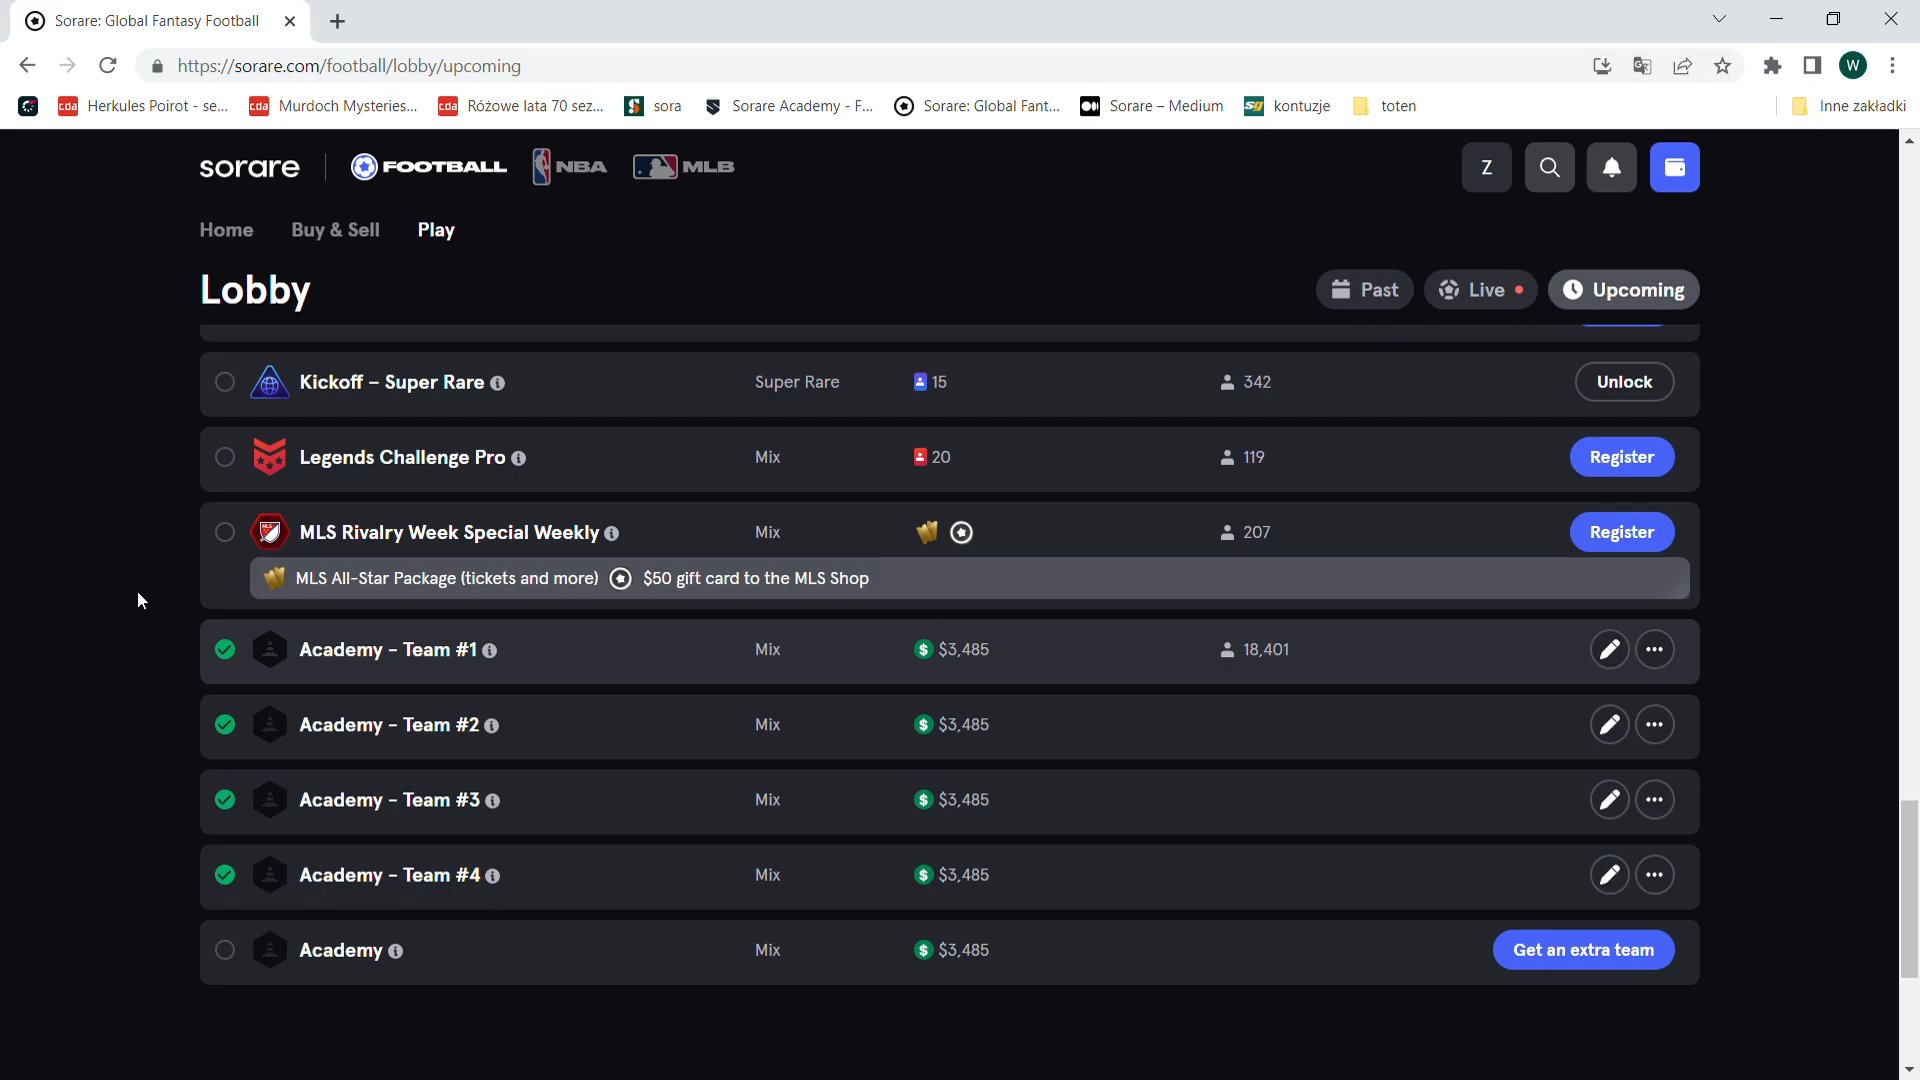 Sorare: Global Fantasy Football
https://sorare.com/football/lobby/upcoming
W
cda Herkules Poirot - se... cda Murdoch Mysteries... cda Różowe lata 70 sez... sora Sorare Academy - F... Sorare: Global Fant... Sorare – Medium sg kontuzje toten Inne zakładki
sorare FOOTBALL NBA MLB Z
Home Buy & Sell Play
Lobby Past Live Upcoming
Kickoff – Super Rare Super Rare 15 342 Unlock
Legends Challenge Pro Mix 20 119 Register
MLS Rivalry Week Special Weekly Mix 207 Register
MLS All-Star Package (tickets and more) $50 gift card to the MLS Shop
Academy - Team #1 Mix $3,485 18,401
Academy - Team #2 Mix $3,485
Academy - Team #3 Mix $3,485
Academy - Team #4 Mix $3,485
Academy Mix $3,485 Get an extra team